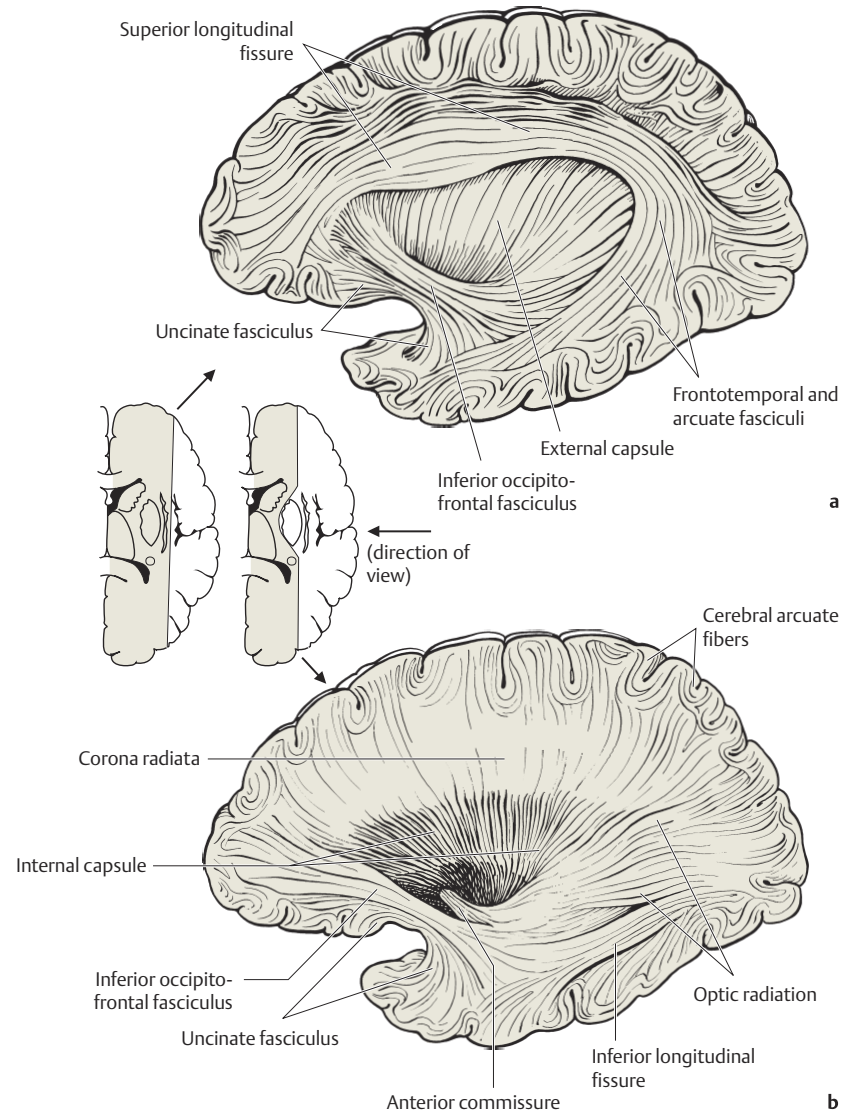 Superior longitudinal
fissure
Uncinate fasciculus
Frontotemporal and
arcuate fasciculi
External capsule
Inferior occipito-
frontal fasciculus
a
(direction of
view)
Cerebral arcuate
fibers
Corona radiata
Internal capsule
Inferior occipito-
frontal fasciculus
Optic radiation
Uncinate fasciculus
Inferior longitudinal
fissure
Anterior commissure
b